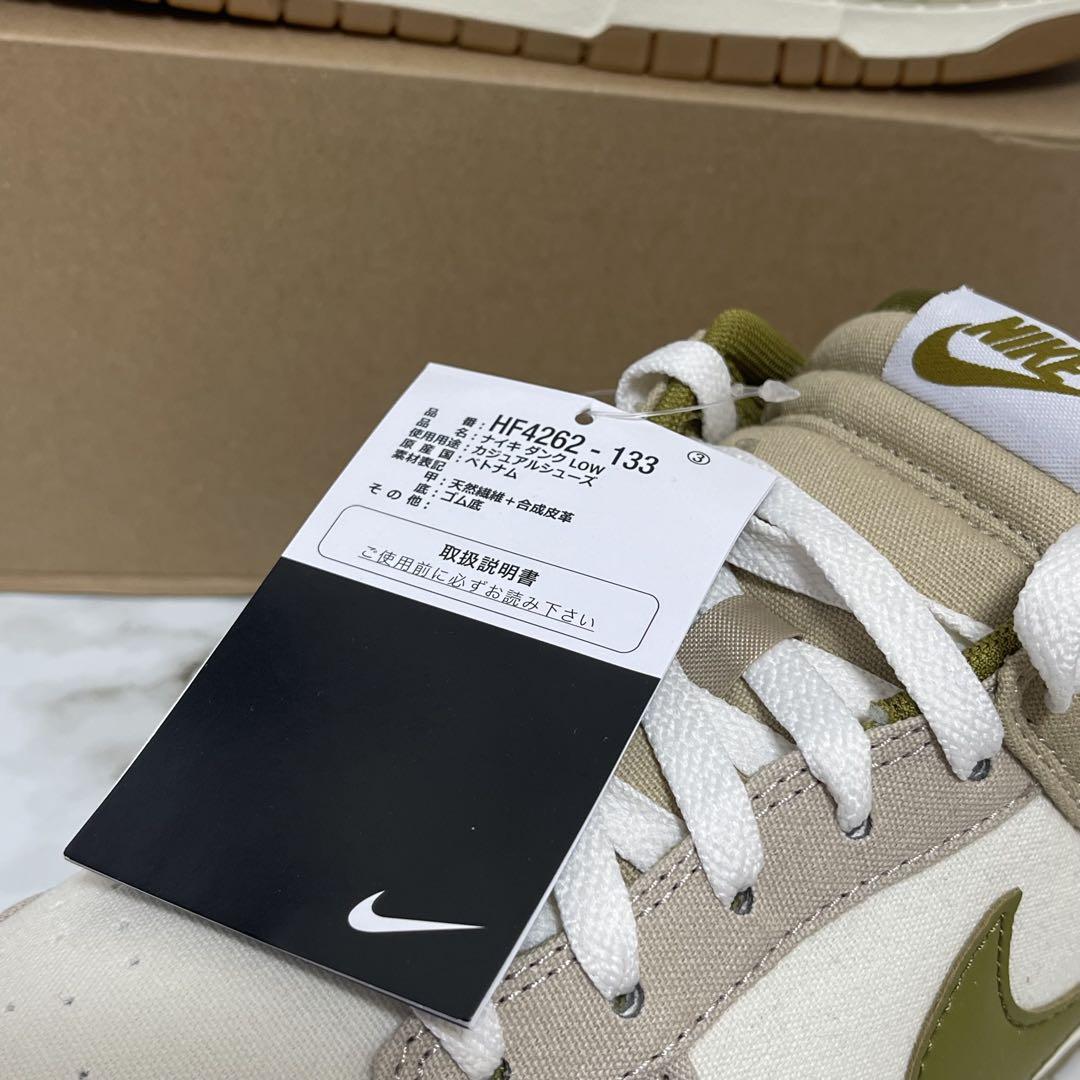 品番: HF4262-133 ③
品名: ナイキ ダンク LOW
使用用途: カジュアルシューズ
原産国: ベトナム
素材表記
甲: 天然繊維+合成皮革
底: ゴム底
その他:
取扱説明書
ご使用前に必ずお読み下さい
NIKE